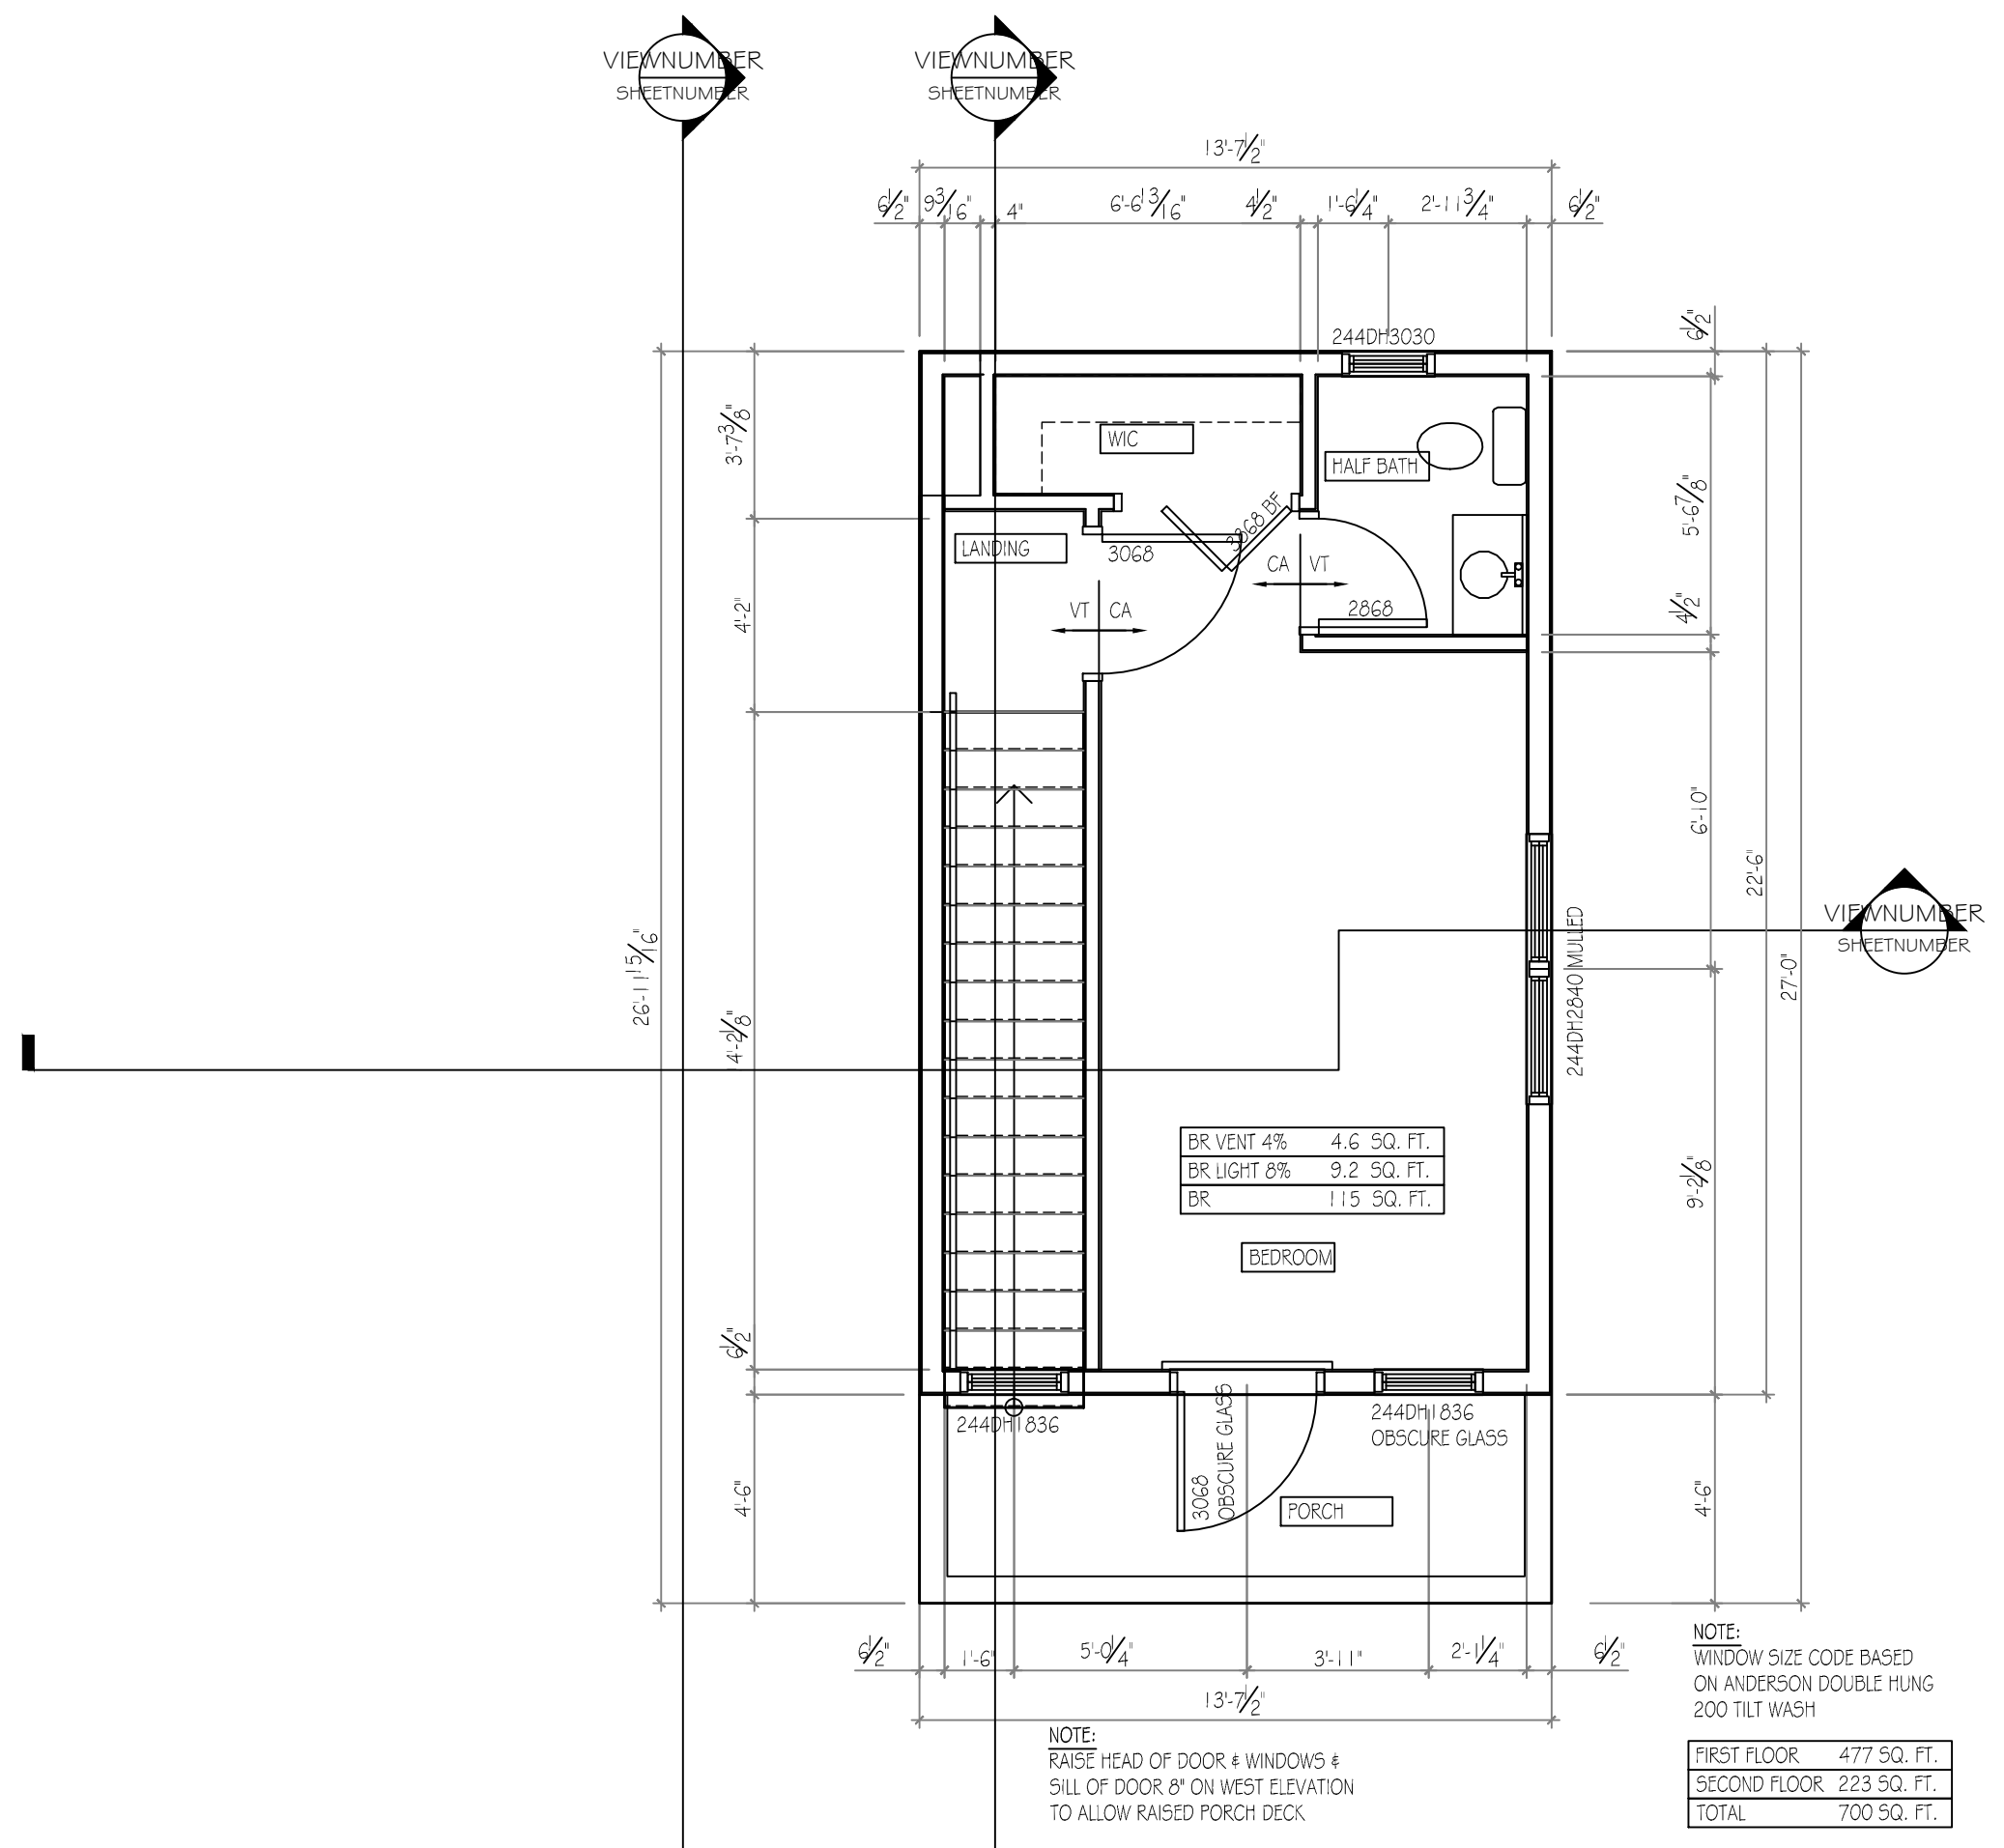 VIEWNUMBER
SHEETNUMBER
VIEWNUMBER
SHEETNUMBER
13'-7 1/2"
6 1/2"
9 3/16"
4"
6'-6 13/16"
4 1/2"
1'-6 1/4"
2'-11 3/4"
6 1/2"
244DH3030
6 1/2"
3'-7 3/8"
WIC
HALF BATH
5'-6 7/8"
3068 BF
LANDING
3068
CA
VT
VT
CA
2868
4'-2"
4 1/2"
6'-10"
22'-6"
27'-0"
VIEWNUMBER
SHEETNUMBER
244DH2840 MULLED
26'-11 15/16"
14'-2 1/8"
BR VENT 4% 4.6 SQ. FT.
BR LIGHT 8% 9.2 SQ. FT.
BR 115 SQ. FT.
9'-2 1/8"
BEDROOM
6 1/2"
244DH1836
3068
OBSCURE GLASS
244DH1836
OBSCURE GLASS
4'-6"
PORCH
4'-6"
6 1/2"
1'-6"
5'-0 1/4"
3'-11"
2'-1 1/4"
6 1/2"
13'-7 1/2"
NOTE:
WINDOW SIZE CODE BASED
ON ANDERSON DOUBLE HUNG
200 TILT WASH
NOTE:
RAISE HEAD OF DOOR & WINDOWS &
SILL OF DOOR 8" ON WEST ELEVATION
TO ALLOW RAISED PORCH DECK
FIRST FLOOR 477 SQ. FT.
SECOND FLOOR 223 SQ. FT.
TOTAL 700 SQ. FT.